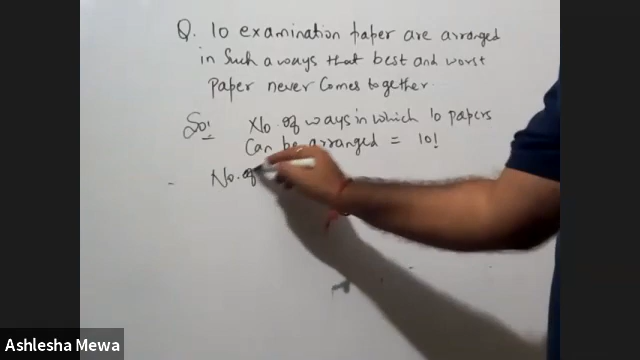 Q. 10 examination paper are arranged
in Such a ways that best and worst
paper never Comes together.
Sol No. of ways in which 10 papers
Can be arranged = 10!
No. of
Ashlesha Mewa